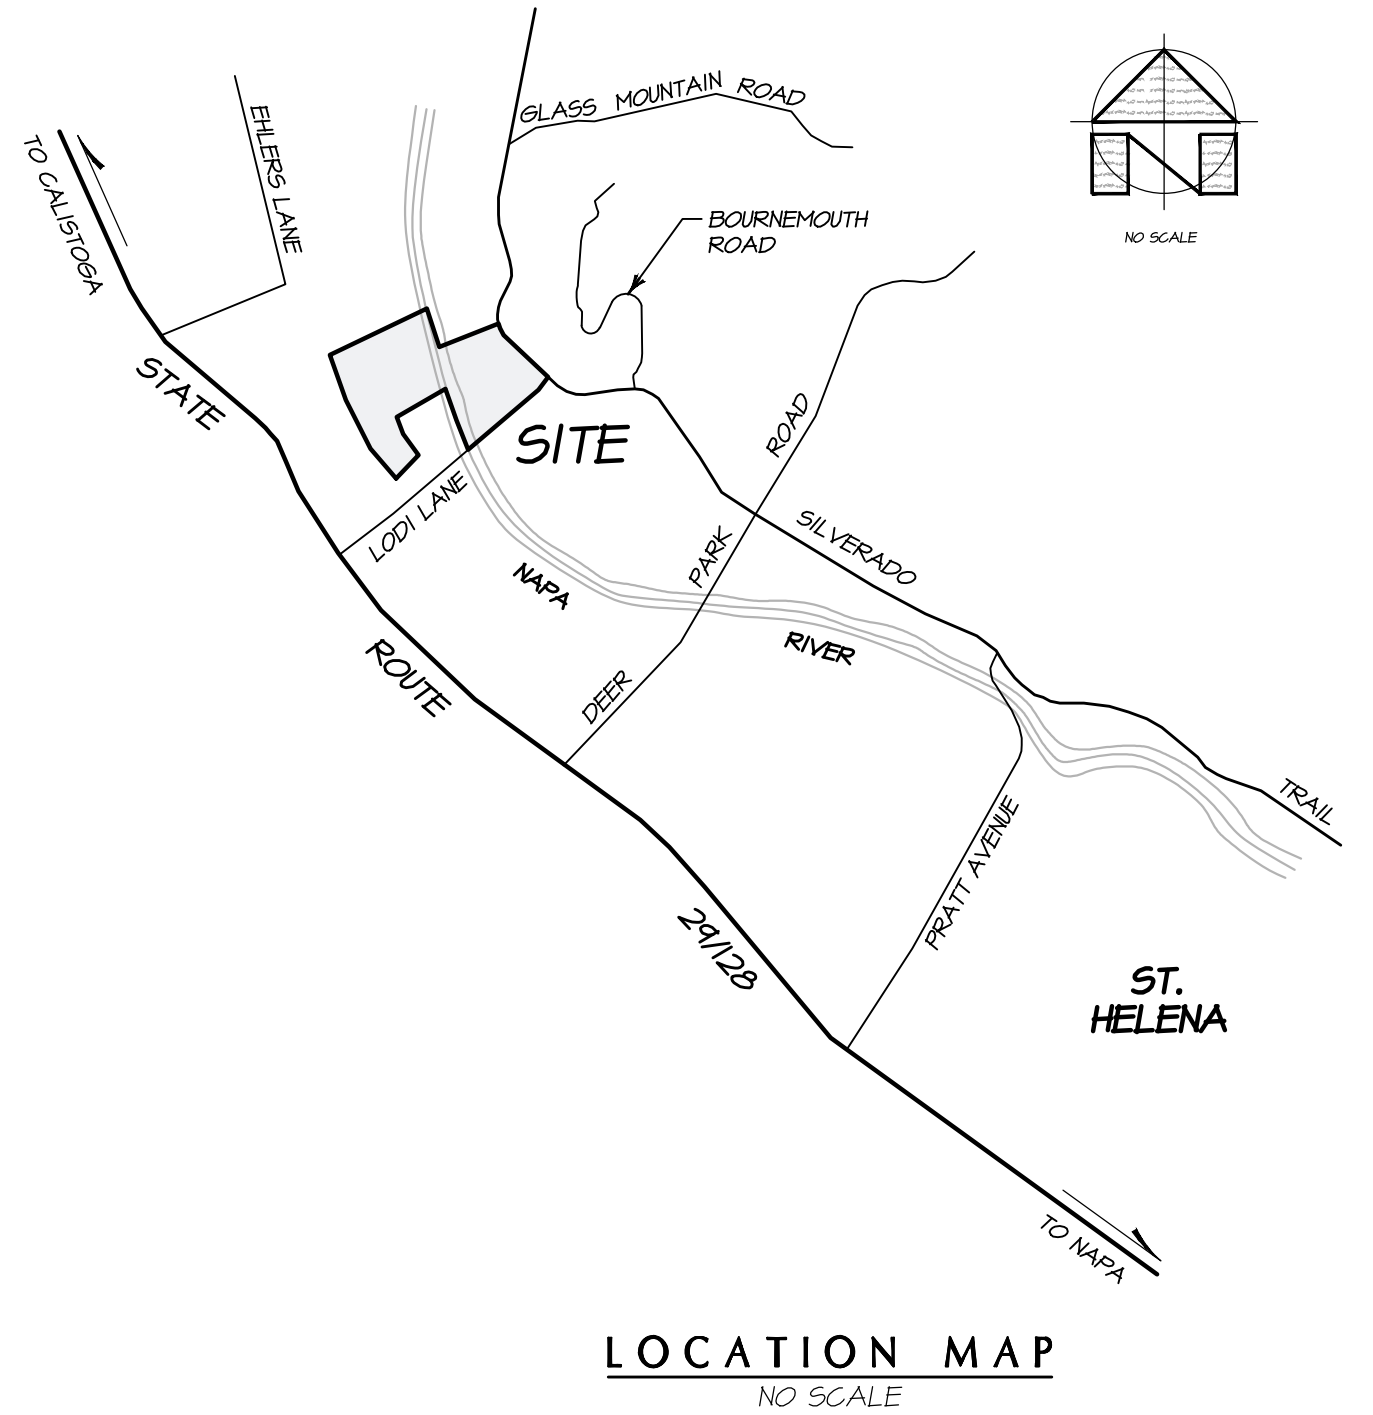 GLASS MOUNTAIN ROAD
EHLERS LANE
TO CALISTOGA
BOURNEMOUTH
ROAD
NO SCALE
STATE
SITE
ROAD
LODI LANE
SILVERADO
PARK
NAPA
RIVER
ROUTE
DEER
TRAIL
PRATT AVENUE
29/128
ST.
HELENA
TO NAPA
LOCATION MAP
NO SCALE